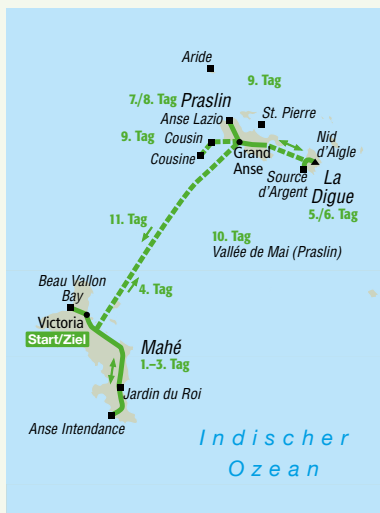 Aride
9. Tag
7./8. Tag
Praslin
Anse Lazio
St. Pierre
9. Tag
Cousin
Cousine
Grand
Anse
Nid
d'Aigle
Source
d'Argent
La
Digue
5./6. Tag
11. Tag
10. Tag
Vallée de Mai (Praslin)
4. Tag
Beau Vallon
Bay
Victoria
Start/Ziel
Mahé
1.–3. Tag
Jardin du Roi
Anse Intendance
Indischer
Ozean